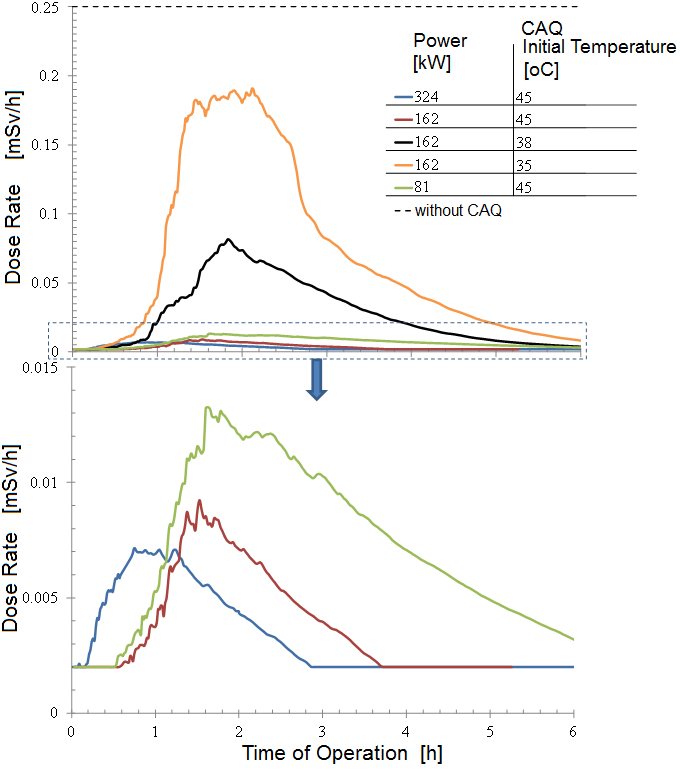 0.25
CAQ
Power Initial Temperature
[kW] [oC]
324 45
162 45
162 38
162 35
81 45
without CAQ
0.2
0.15
0.1
0.05
0
Dose Rate [mSv/h]
0.015
0.01
0.005
0
Dose Rate [mSv/h]
0 1 2 3 4 5 6
Time of Operation [h]